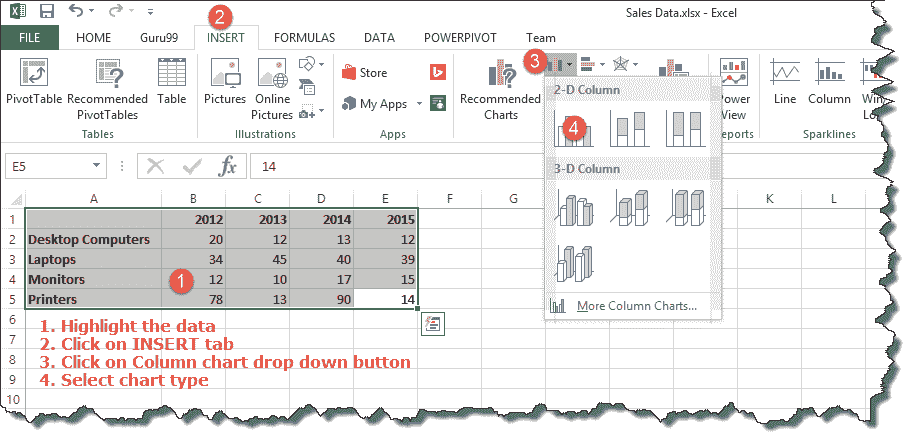 2
Sales Data.xlsx - Excel
FILE HOME Guru99 INSERT FORMULAS DATA POWERPIVOT Team
3
PivotTable Recommended PivotTables Table
Tables
Pictures Online Pictures
Illustrations
Store
My Apps
Apps
Recommended Charts
Power View
Reports
Line Column Win/
Lo
Sparklines
2-D Column
4
3-D Column
More Column Charts...
E5 fx 14
A B C D E F G K L
1 2012 2013 2014 2015
2 Desktop Computers 20 12 13 12
3 Laptops 34 45 40 39
4 Monitors 12 10 17 15
1
5 Printers 78 13 90 14
6
7
8
9
10
1. Highlight the data
2. Click on INSERT tab
3. Click on Column chart drop down button
4. Select chart type